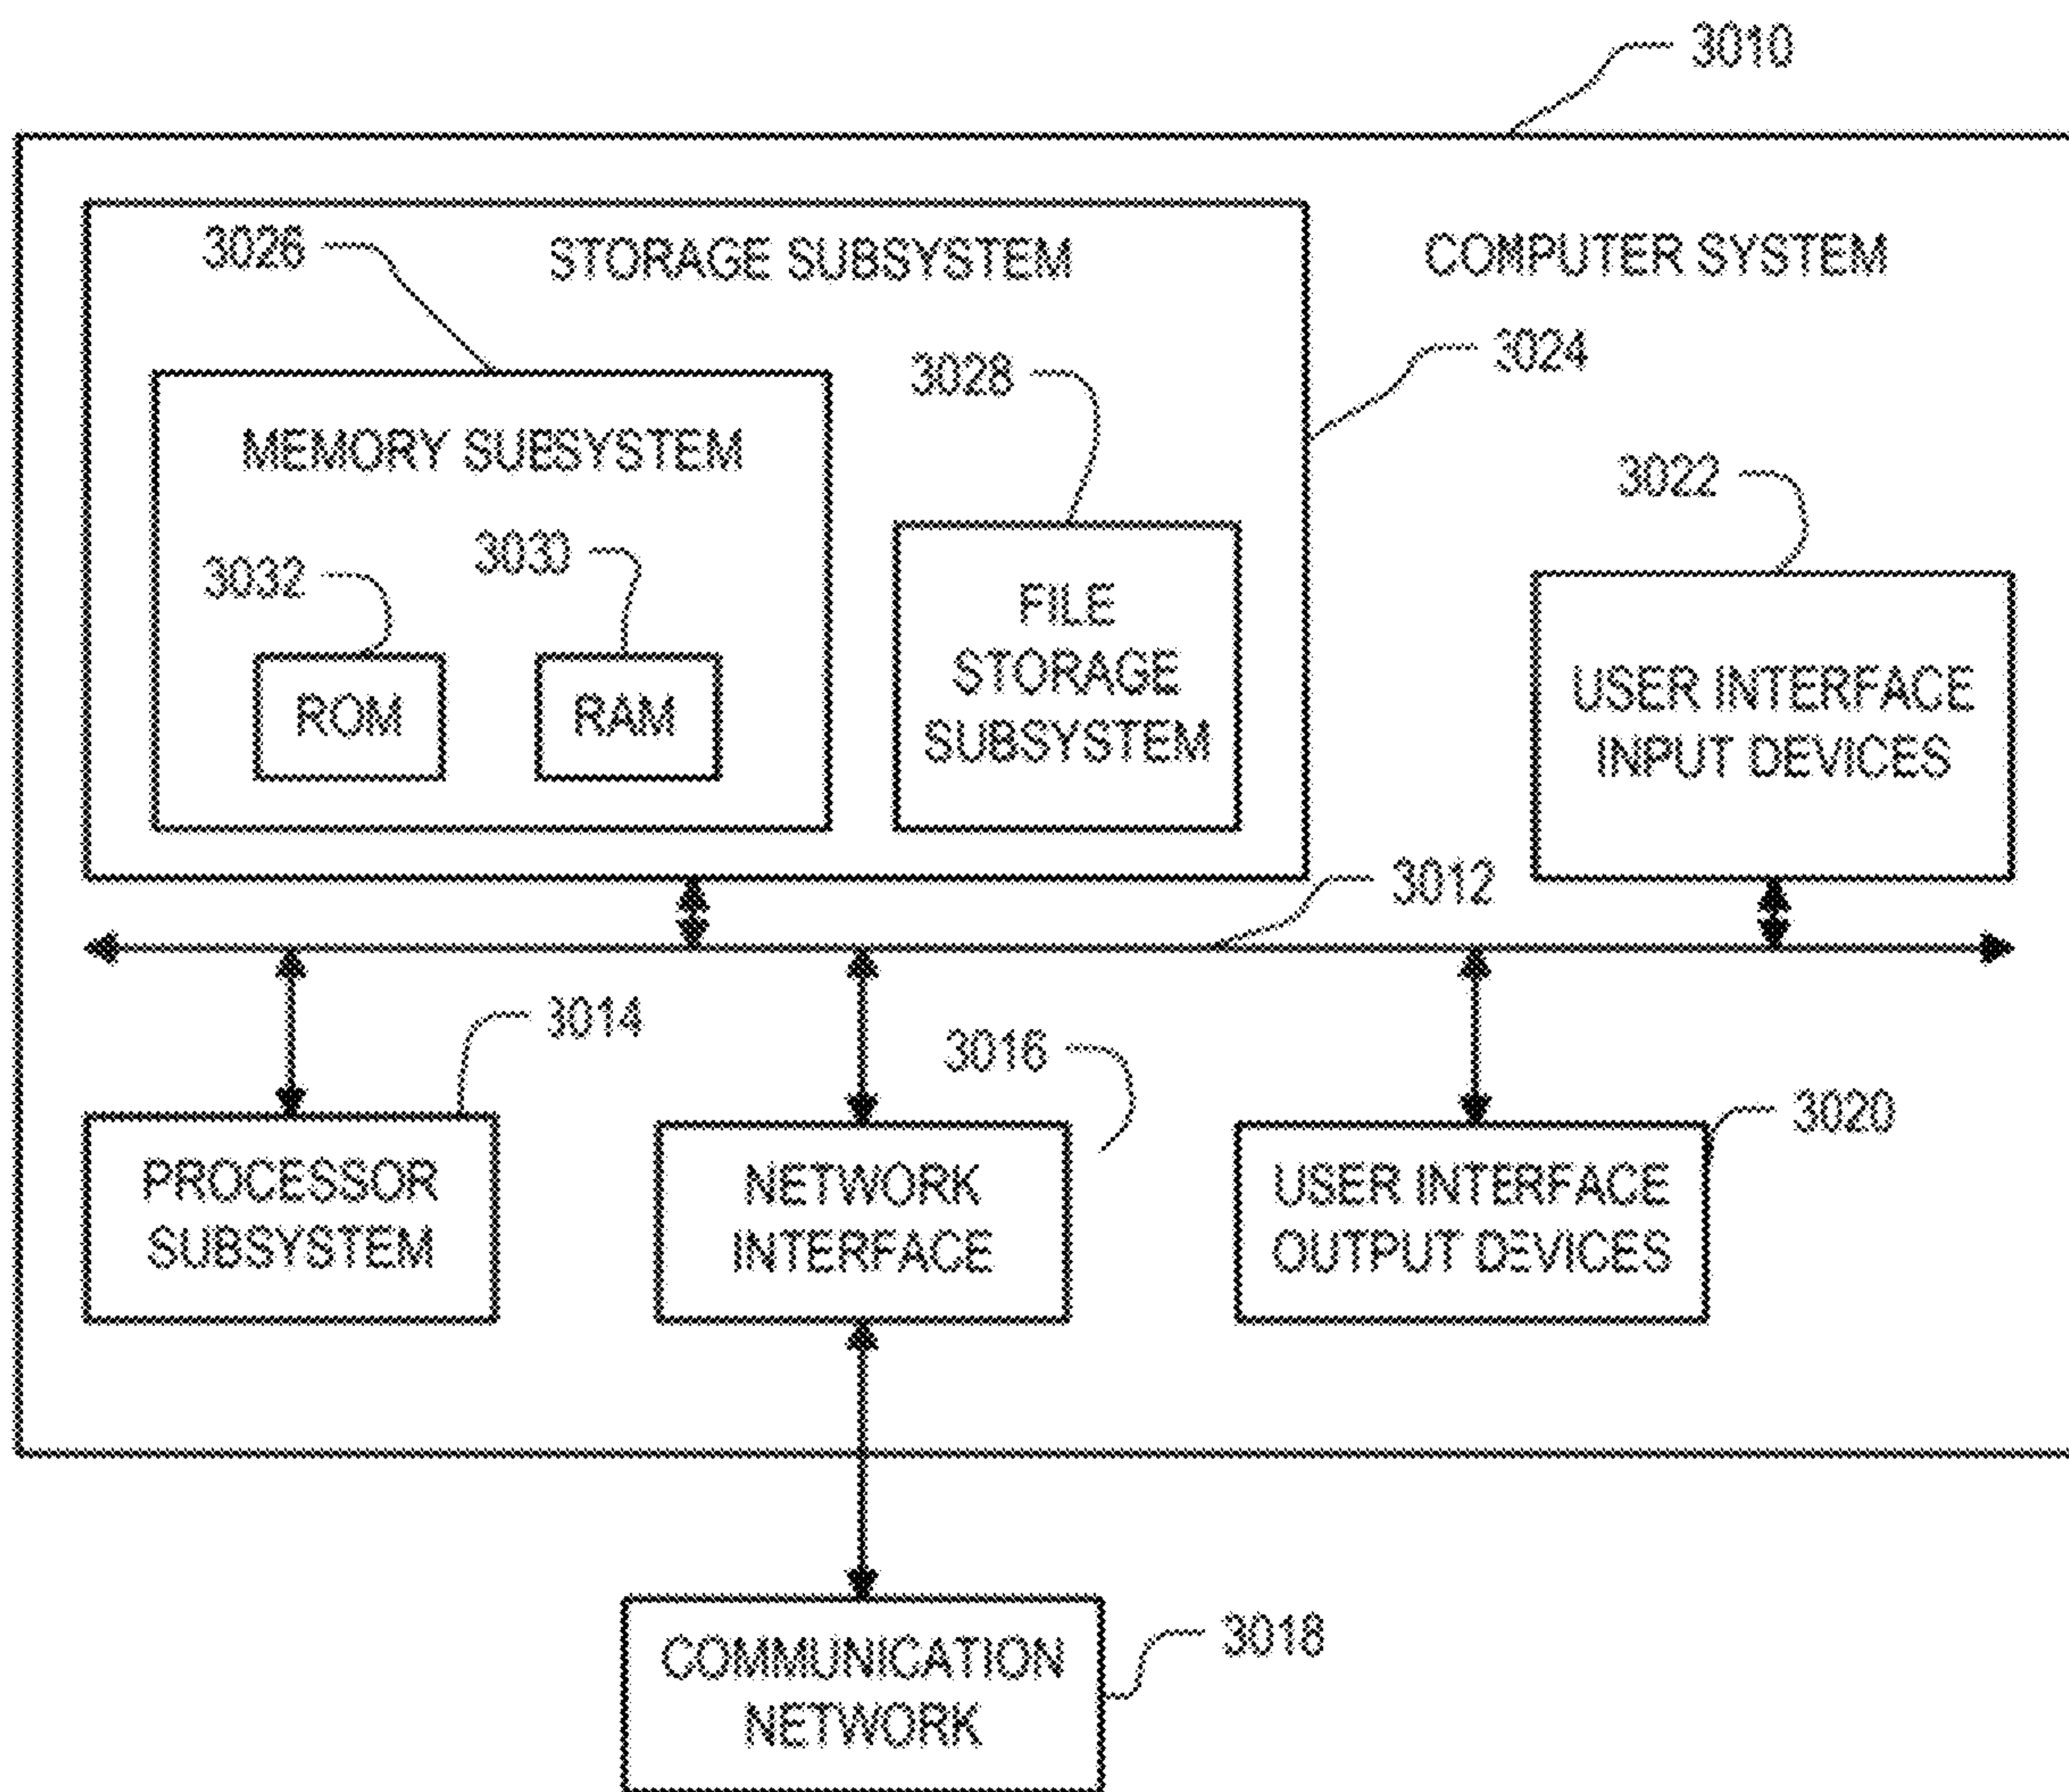 3010
STORAGE SUBSYSTEM
COMPUTER SYSTEM
3026
3024
3028
MEMORY SUBSYSTEM
3022
3032
3030
FILE
STORAGE
SUBSYSTEM
ROM
RAM
USER INTERFACE
INPUT DEVICES
3012
3014
3016
3020
PROCESSOR
SUBSYSTEM
NETWORK
INTERFACE
USER INTERFACE
OUTPUT DEVICES
COMMUNICATION
NETWORK
3018